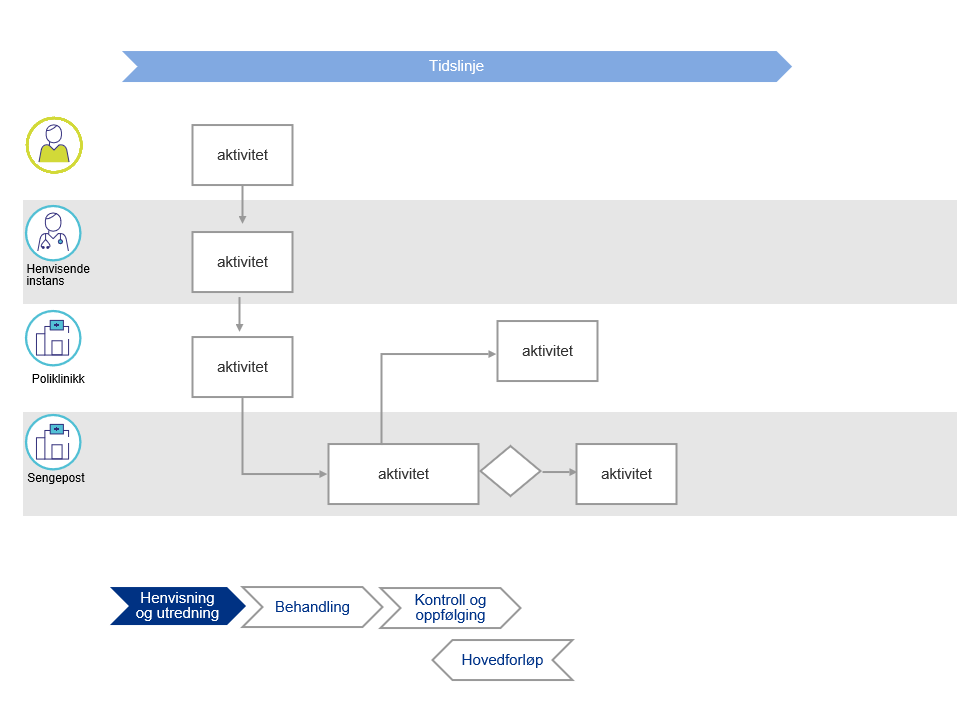 Tidslinje
aktivitet
Henvisende
instans
aktivitet
Poliklinikk
aktivitet
aktivitet
Sengepost
aktivitet
aktivitet
Henvisning
og utredning
Behandling
Kontroll og
oppfølging
Hovedforløp